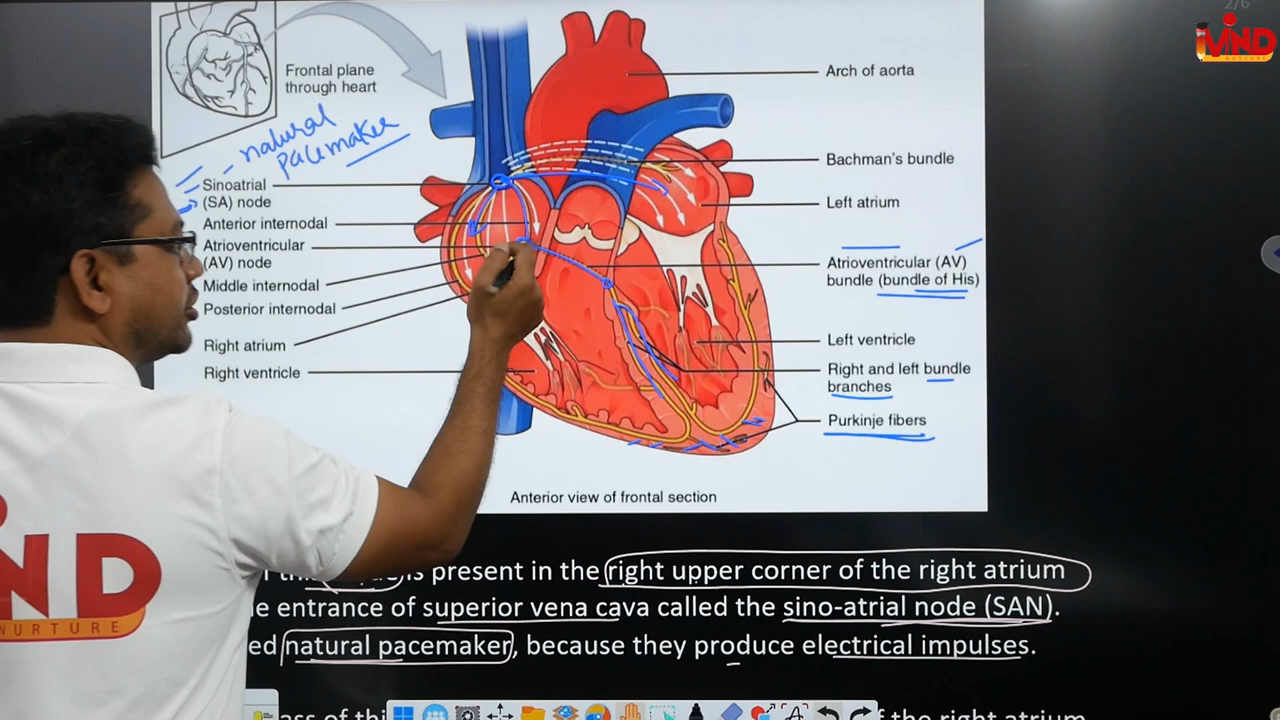 2/6
MIND
NURTURE
Frontal plane
through heart
natural
pacemaker
Sinoatrial
(SA) node
Anterior internodal
Atrioventricular
(AV) node
Middle internodal
Posterior internodal
Right atrium
Right ventricle
Arch of aorta
Bachman's bundle
Left atrium
Atrioventricular (AV)
bundle (bundle of His)
Left ventricle
Right and left bundle
branches
Purkinje fibers
Anterior view of frontal section
is present in the right upper corner of the right atrium
entrance of superior vena cava called the sino-atrial node (SAN).
natural pacemaker, because they produce electrical impulses.
of the right atrium
ND
NURTURE